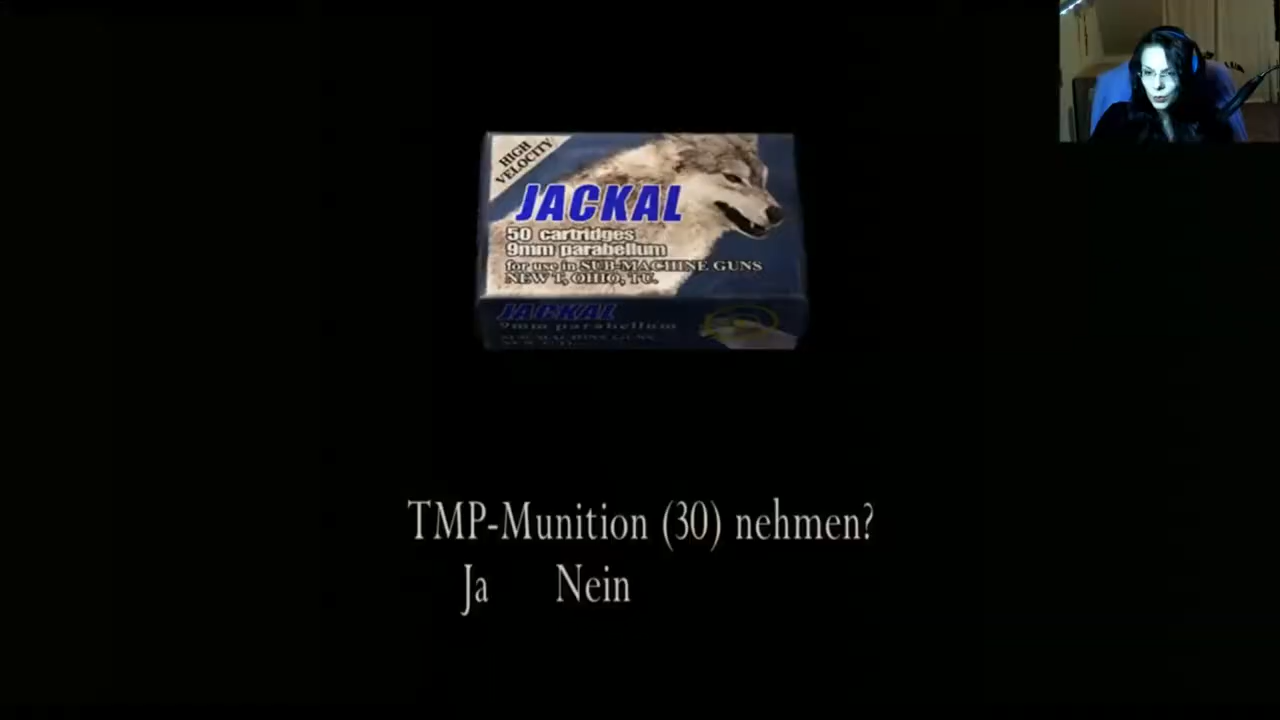 HIGH
VELOCITY
JACKAL
50 cartridges
9mm parabellum
for use in SUB-MACHINE GUNS
JACKAL
9mm parabellum
TMP-Munition (30) nehmen?
Ja Nein